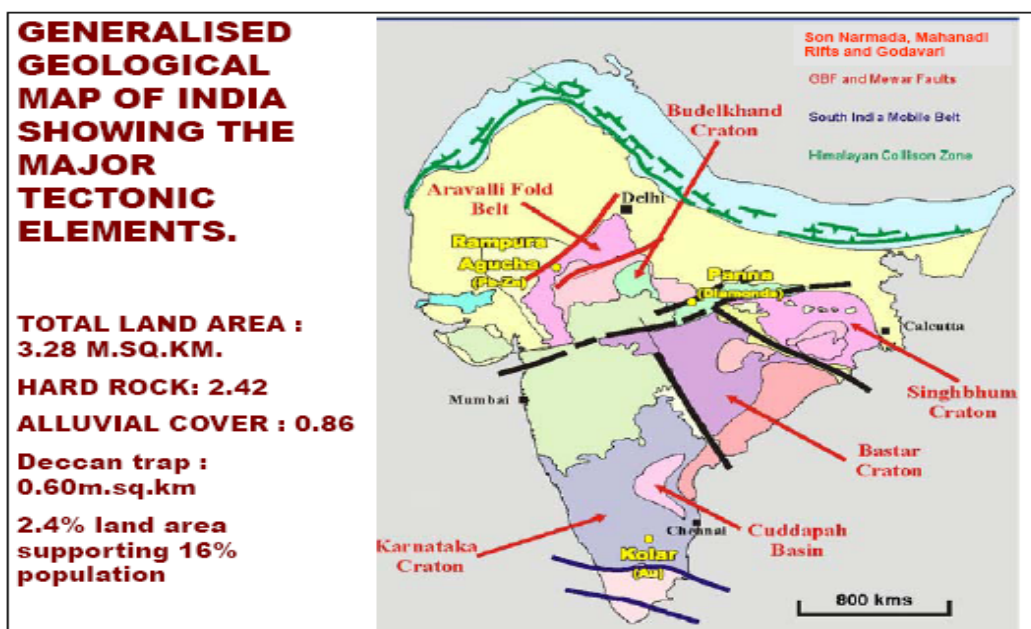 GENERALISED
GEOLOGICAL
MAP OF INDIA
SHOWING THE
MAJOR
TECTONIC
ELEMENTS.
TOTAL LAND AREA :
3.28 M.SQ.KM.
HARD ROCK: 2.42
ALLUVIAL COVER : 0.86
Deccan trap :
0.60m.sq.km
2.4% land area
supporting 16%
population
Son Narmada, Mahanadi
Rifts and Godavari
GBF and Mewar Faults
South India Mobile Belt
Himalayan Collison Zone
Budelkhand
Craton
Aravalli Fold
Belt
Delhi
Rampura
Agucha
(Pb-Zn)
Panna
(Diamonds)
Calcutta
Mumbai
Singhbhum
Craton
Bastar
Craton
Chennai
Cuddapah
Basin
Karnataka
Craton
Kolar
(Au)
800 kms